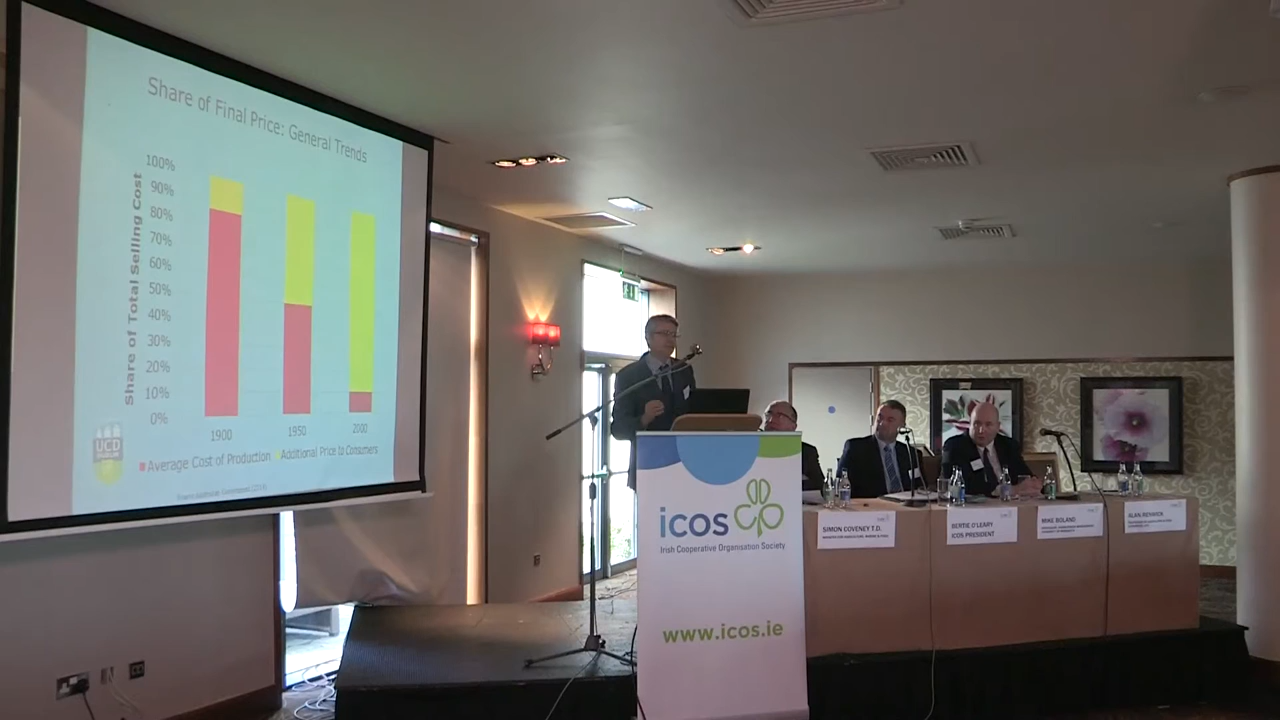 Share of Final Price: General Trends
Share of Total Selling Cost
100%
90%
80%
70%
60%
50%
40%
30%
20%
10%
0%
1900
1950
2000
Average Cost of Production
Additional Price to Consumers
UCD
icos
Irish Cooperative Organisation Society
www.icos.ie
SIMON COVENEY T.D.
BERTIE O'LEARY
ICOS PRESIDENT
MIKE BOLAND
ALAN RENWICK